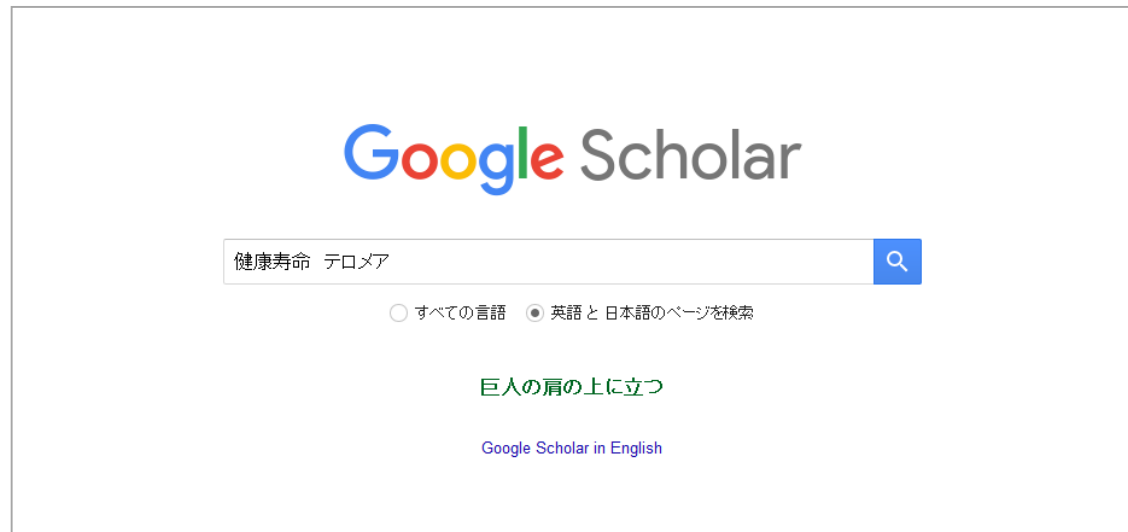 Google Scholar
健康寿命　テロメア
すべての言語 英語 と 日本語のページを検索
巨人の肩の上に立つ
Google Scholar in English